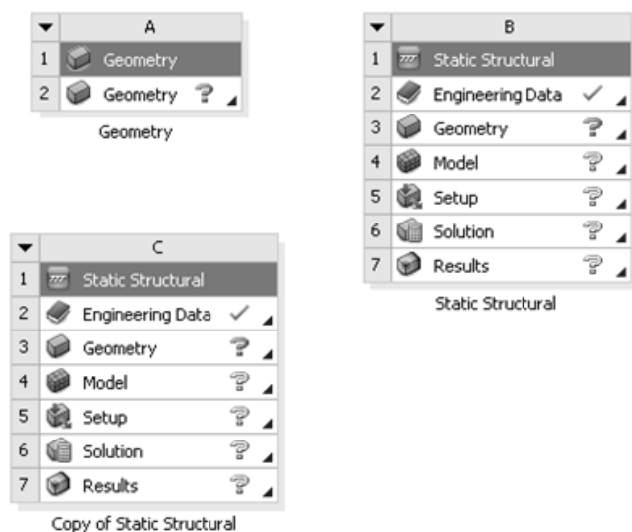 A
1 Geometry
2 Geometry ?
Geometry
B
1 Static Structural
2 Engineering Data ✓
3 Geometry ?
4 Model ?
5 Setup ?
6 Solution ?
7 Results ?
Static Structural
C
1 Static Structural
2 Engineering Data ✓
3 Geometry ?
4 Model ?
5 Setup ?
6 Solution ?
7 Results ?
Copy of Static Structural